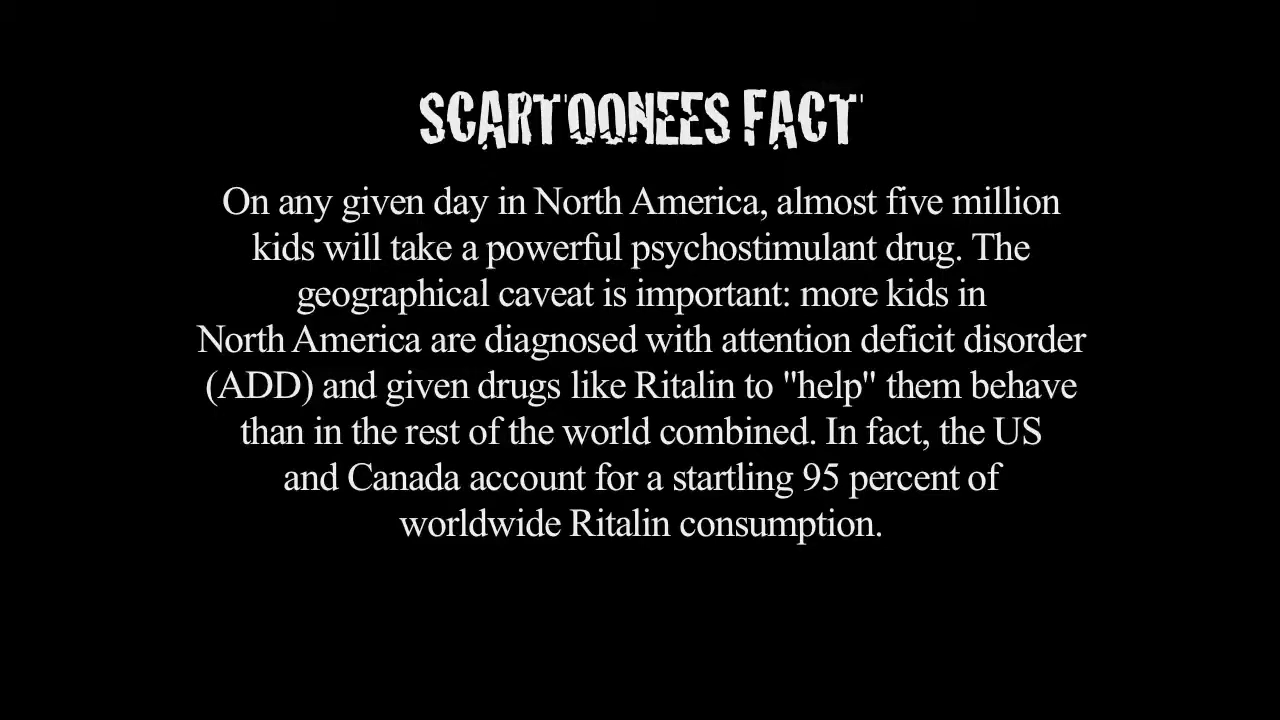 SCARTOONEES FACT
On any given day in North America, almost five million
kids will take a powerful psychostimulant drug. The
geographical caveat is important: more kids in
North America are diagnosed with attention deficit disorder
(ADD) and given drugs like Ritalin to "help" them behave
than in the rest of the world combined. In fact, the US
and Canada account for a startling 95 percent of
worldwide Ritalin consumption.